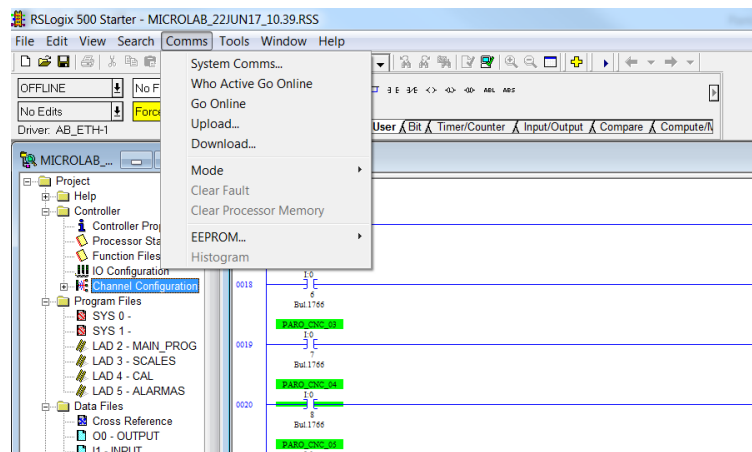 RSLogix 500 Starter - MICROLAB_22JUN17_10.39.RSS
File Edit View Search Comms Tools Window Help
System Comms...
Who Active Go Online
Go Online
Upload...
Download...
Mode
Clear Fault
Clear Processor Memory
EEPROM...
Histogram
OFFLINE
No F
No Edits
Force
Driver: AB_ETH-1
ABL ABS
User Bit Timer/Counter Input/Output Compare Compute/M
MICROLAB_...
Project
Help
Controller
Controller Prop
Processor Sta
Function Files
IO Configuration
Channel Configuration
Program Files
SYS 0 -
SYS 1 -
LAD 2 - MAIN_PROG
LAD 3 - SCALES
LAD 4 - CAL
LAD 5 - ALARMAS
Data Files
Cross Reference
O0 - OUTPUT
I1 - INPUT
I:0
0018
6
Bul.1766
PARO_CNC_03
I:0
0019
7
Bul.1766
PARO_CNC_04
I:0
0020
8
Bul.1766
PARO_CNC_05